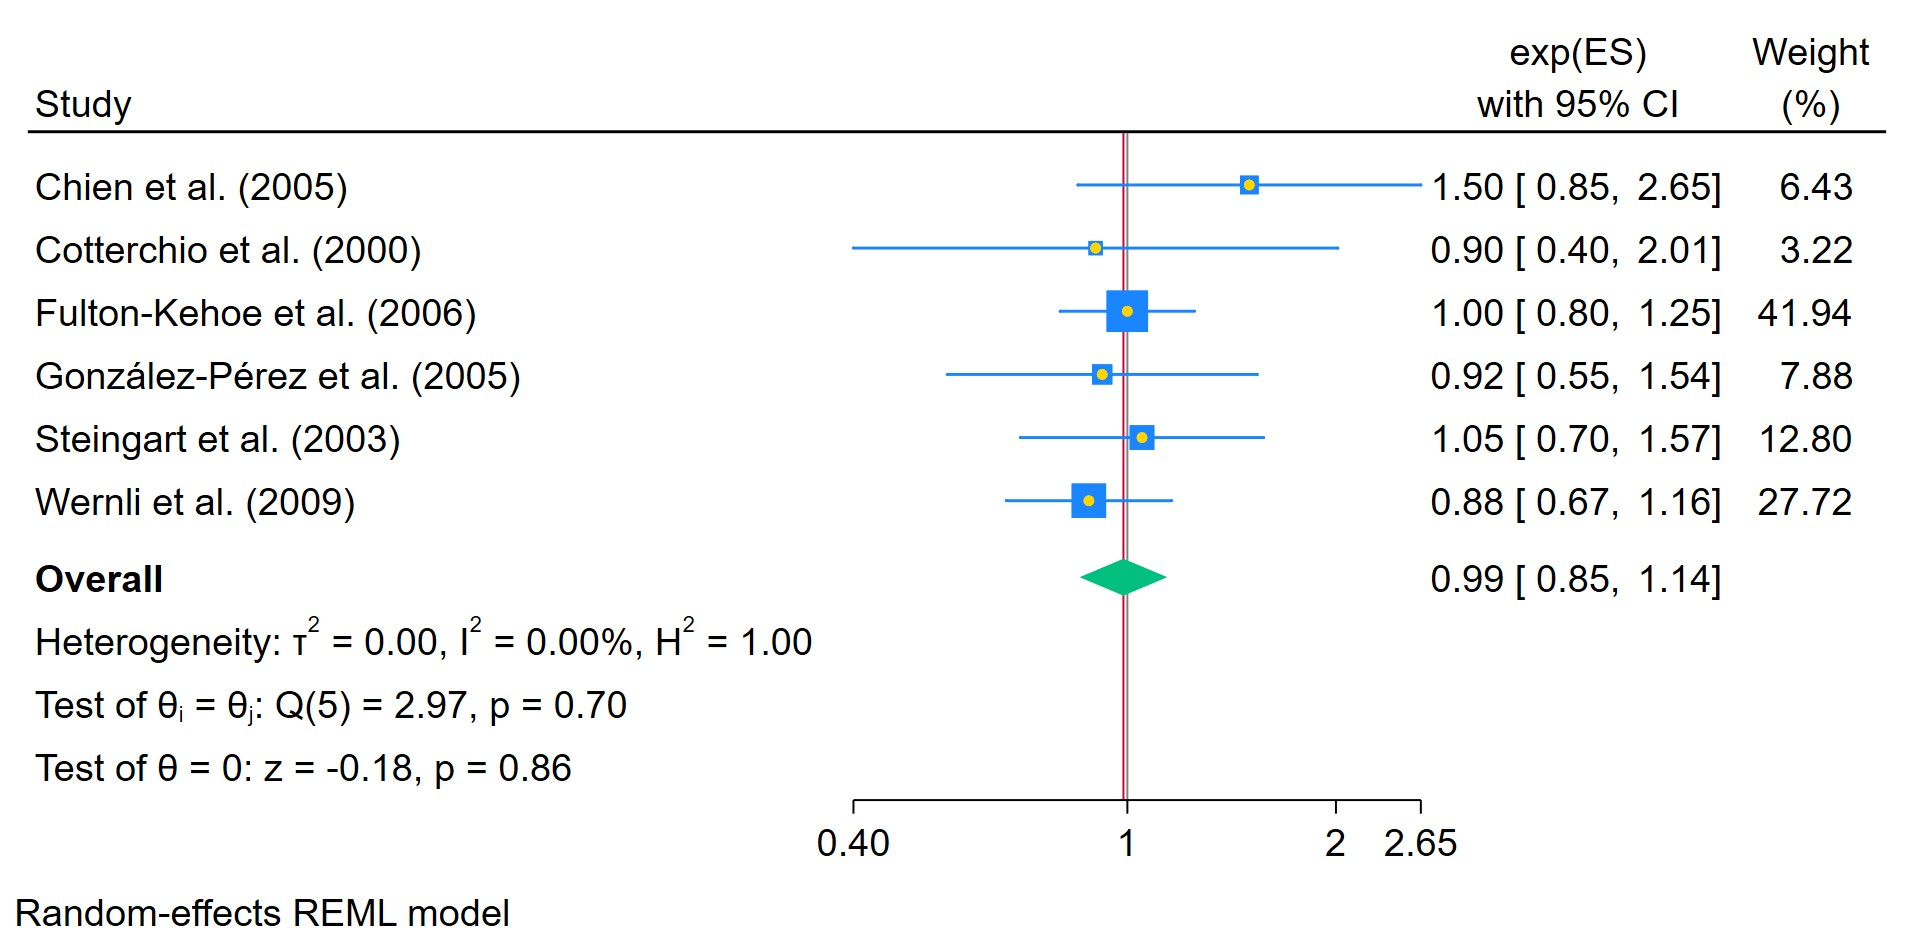 exp(ES) Weight
Study with 95% CI (%)
Chien et al. (2005) 1.50 [ 0.85, 2.65] 6.43
Cotterchio et al. (2000) 0.90 [ 0.40, 2.01] 3.22
Fulton-Kehoe et al. (2006) 1.00 [ 0.80, 1.25] 41.94
González-Pérez et al. (2005) 0.92 [ 0.55, 1.54] 7.88
Steingart et al. (2003) 1.05 [ 0.70, 1.57] 12.80
Wernli et al. (2009) 0.88 [ 0.67, 1.16] 27.72
Overall 0.99 [ 0.85, 1.14]
Heterogeneity: τ² = 0.00, I² = 0.00%, H² = 1.00
Test of θᵢ = θⱼ: Q(5) = 2.97, p = 0.70
Test of θ = 0: z = -0.18, p = 0.86
0.40 1 2 2.65
Random-effects REML model